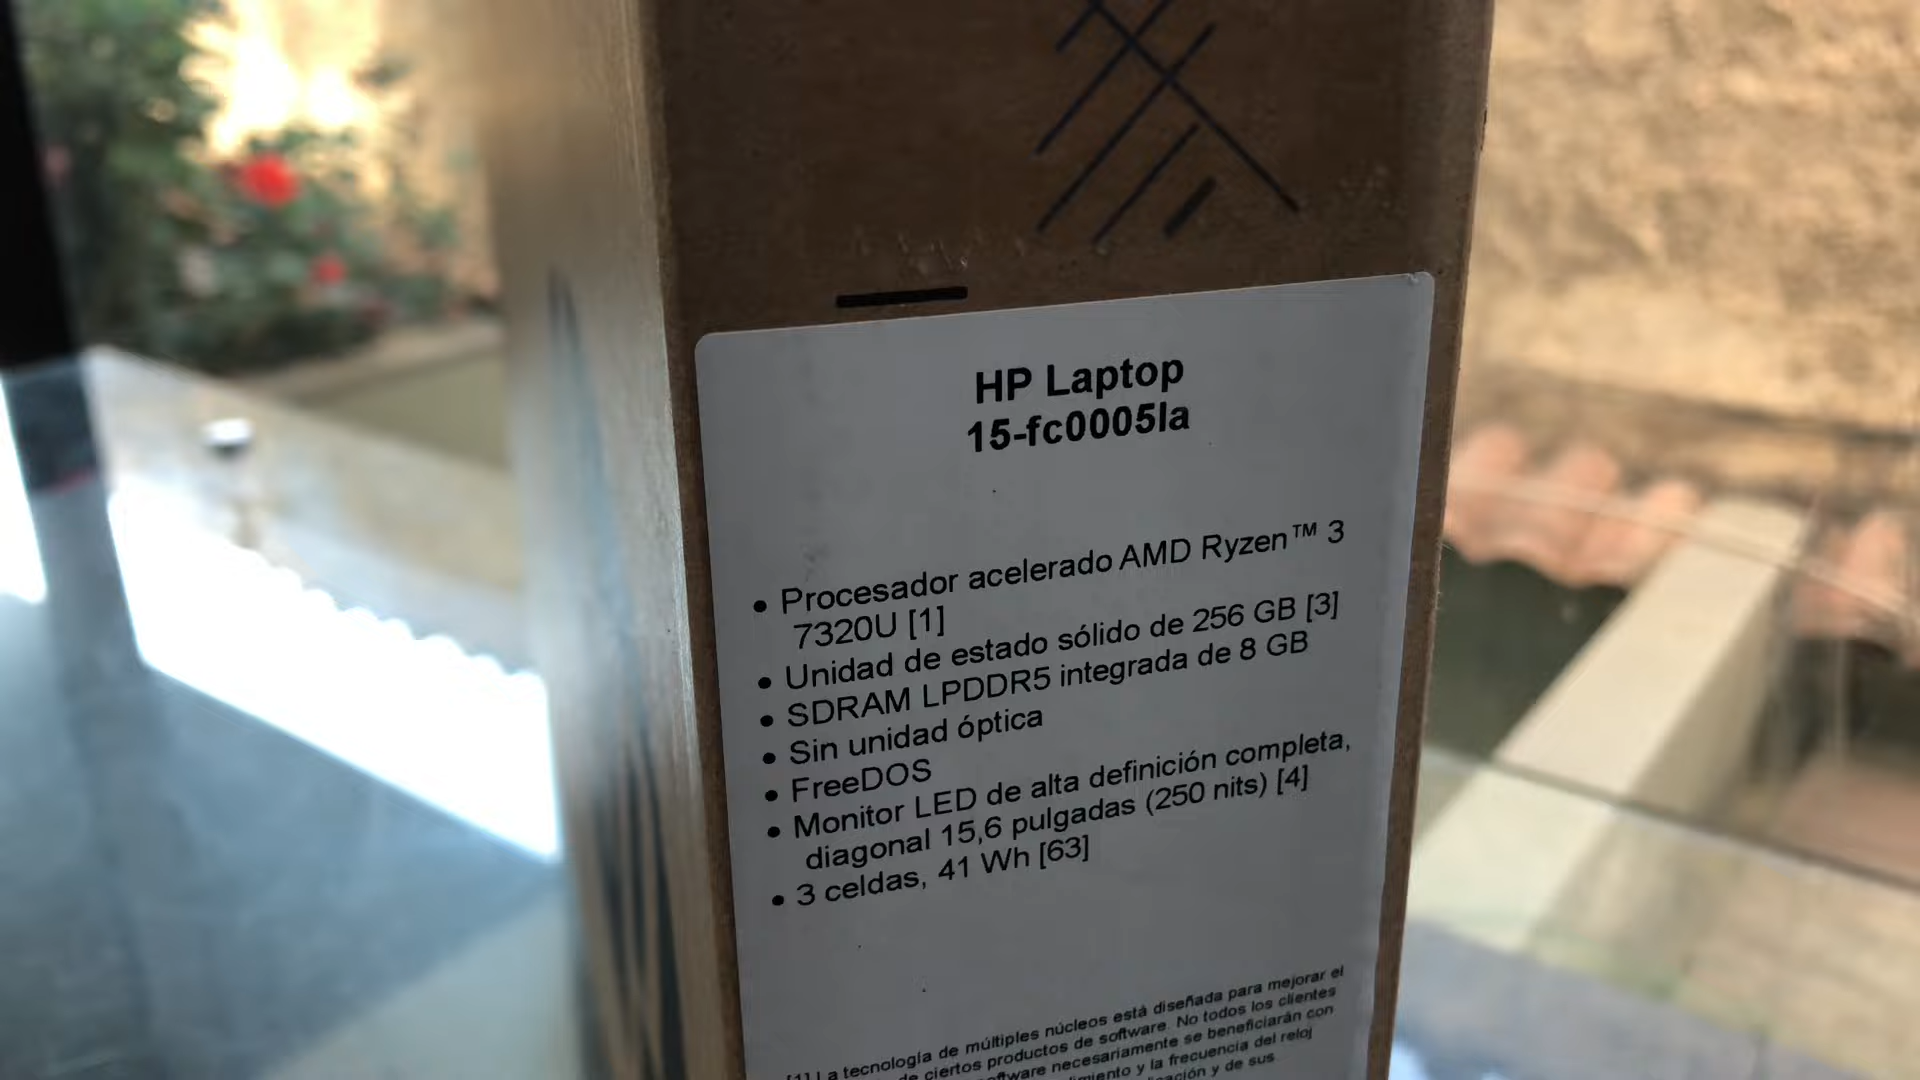 HP Laptop
15-fc0005la
• Procesador acelerado AMD Ryzen™ 3
7320U [1]
• Unidad de estado sólido de 256 GB [3]
• SDRAM LPDDR5 integrada de 8 GB
• Sin unidad óptica
• FreeDOS
• Monitor LED de alta definición completa,
diagonal 15,6 pulgadas (250 nits) [4]
• 3 celdas, 41 Wh [63]
[1] La tecnología de múltiples núcleos está diseñada para mejorar el
de ciertos productos de software. No todos los clientes
necesariamente se beneficiarán con
y la frecuencia del reloj
y de sus